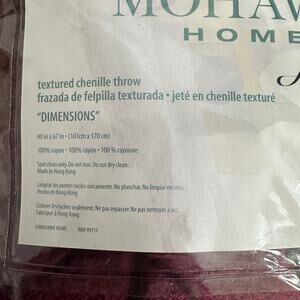 MOHAW
HOME
textured chenille throw
frazada de felpilla texturada • jeté en chenille texturé
"DIMENSIONS"
40 in x 67 in • (101cm x 170 cm)
100% rayon • 100% rayón • 100 % rayonne
Spot clean only. Do not iron. Do not dry clean.
Made in Hong Kong
Limpiar los puntos sucios únicamente. No planchar. No limpiar en seco.
Hecho en Hong Kong
Enlever les taches seulement. Ne pas repasser. Ne pas nettoyer à sec.
Fabriqué à Hong Kong
©MOHAWK HOME RN# 99717